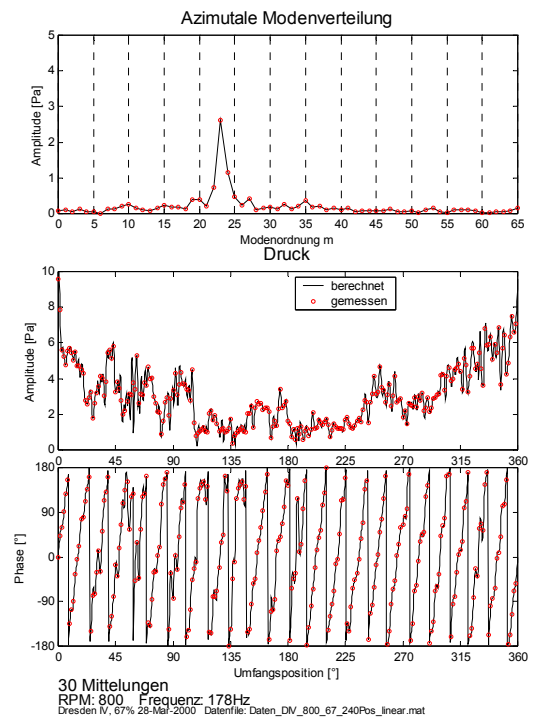 Azimutale Modenverteilung
5
4
3
2
1
0
Amplitude [Pa]
0 5 10 15 20 25 30 35 40 45 50 55 60 65
Modenordnung m
Druck
10
8
6
4
2
0
Amplitude [Pa]
berechnet
gemessen
0 45 90 135 180 225 270 315 360
180
90
0
-90
-180
Phase [°]
0 45 90 135 180 225 270 315 360
Umfangsposition [°]
30 Mittelungen
RPM: 800 Frequenz: 178Hz
Dresden IV, 67% 28-Mar-2000 Datenfile: Daten_DIV_800_67_240Pos_linear.mat